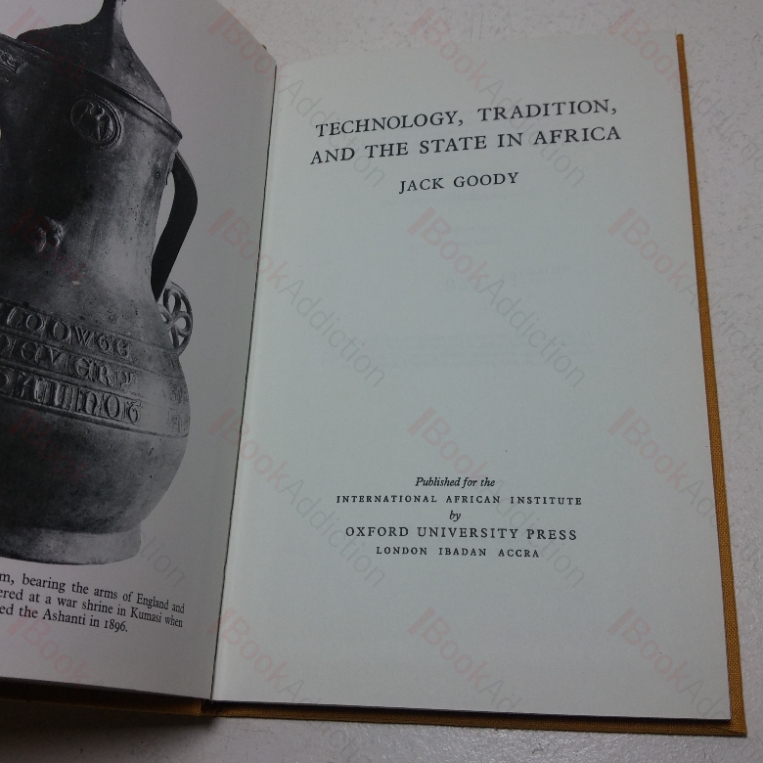 m, bearing the arms of England and
ered at a war shrine in Kumasi when
ed the Ashanti in 1896.
TECHNOLOGY, TRADITION,
AND THE STATE IN AFRICA
JACK GOODY
Published for the
INTERNATIONAL AFRICAN INSTITUTE
by
OXFORD UNIVERSITY PRESS
LONDON IBADAN ACCRA
BookAddiction